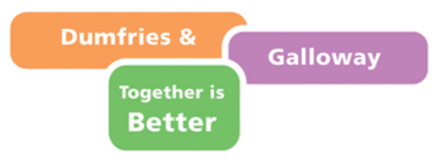 Dumfries &
Galloway
Together is
Better